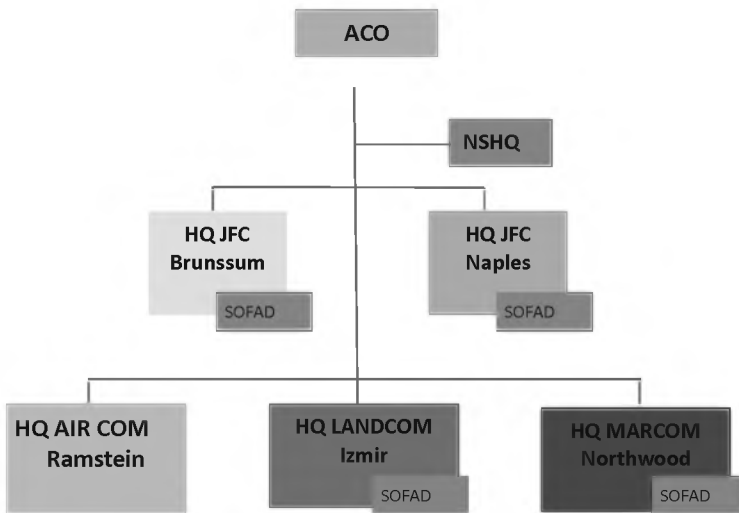 ACO
NSHQ
HQ JFC
Brunssum
SOFAD
HQ JFC
Naples
SOFAD
HQ AIR COM
Ramstein
HQ LANDCOM
Izmir
SOFAD
HQ MARCOM
Northwood
SOFAD